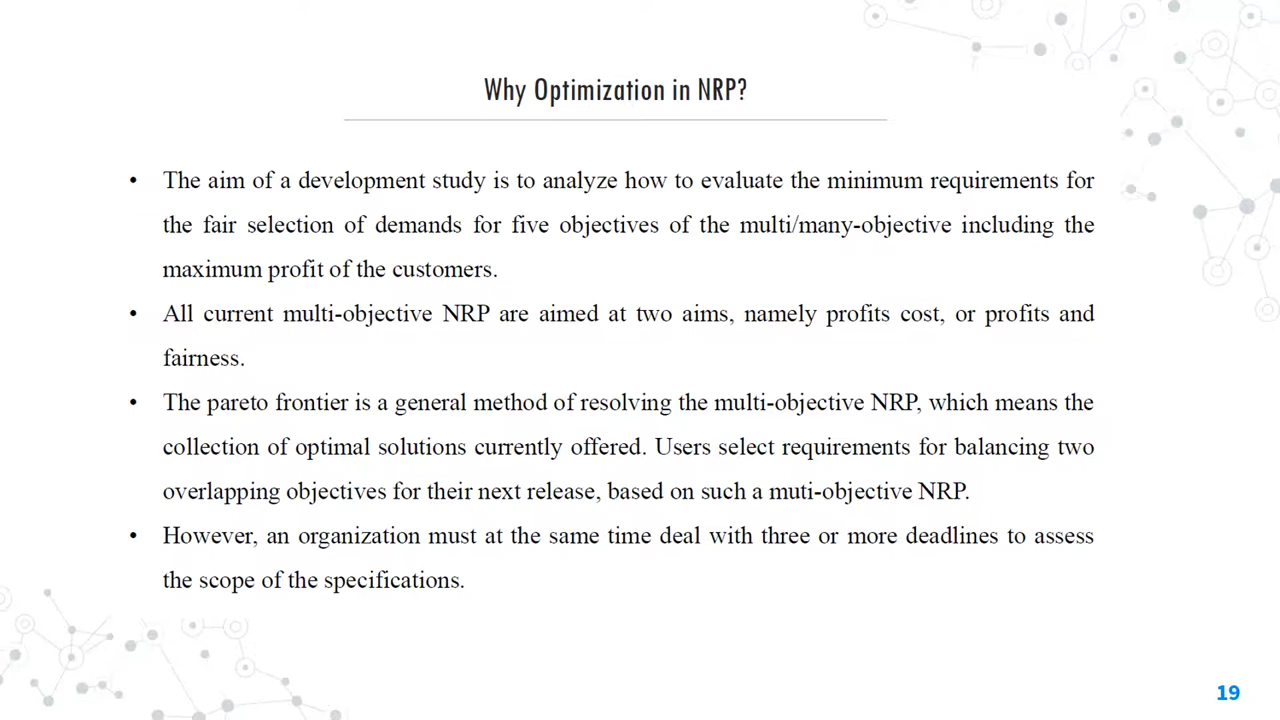 Why Optimization in NRP?
• The aim of a development study is to analyze how to evaluate the minimum requirements for
the fair selection of demands for five objectives of the multi/many-objective including the
maximum profit of the customers.
• All current multi-objective NRP are aimed at two aims, namely profits cost, or profits and
fairness.
• The pareto frontier is a general method of resolving the multi-objective NRP, which means the
collection of optimal solutions currently offered. Users select requirements for balancing two
overlapping objectives for their next release, based on such a muti-objective NRP.
• However, an organization must at the same time deal with three or more deadlines to assess
the scope of the specifications.
19